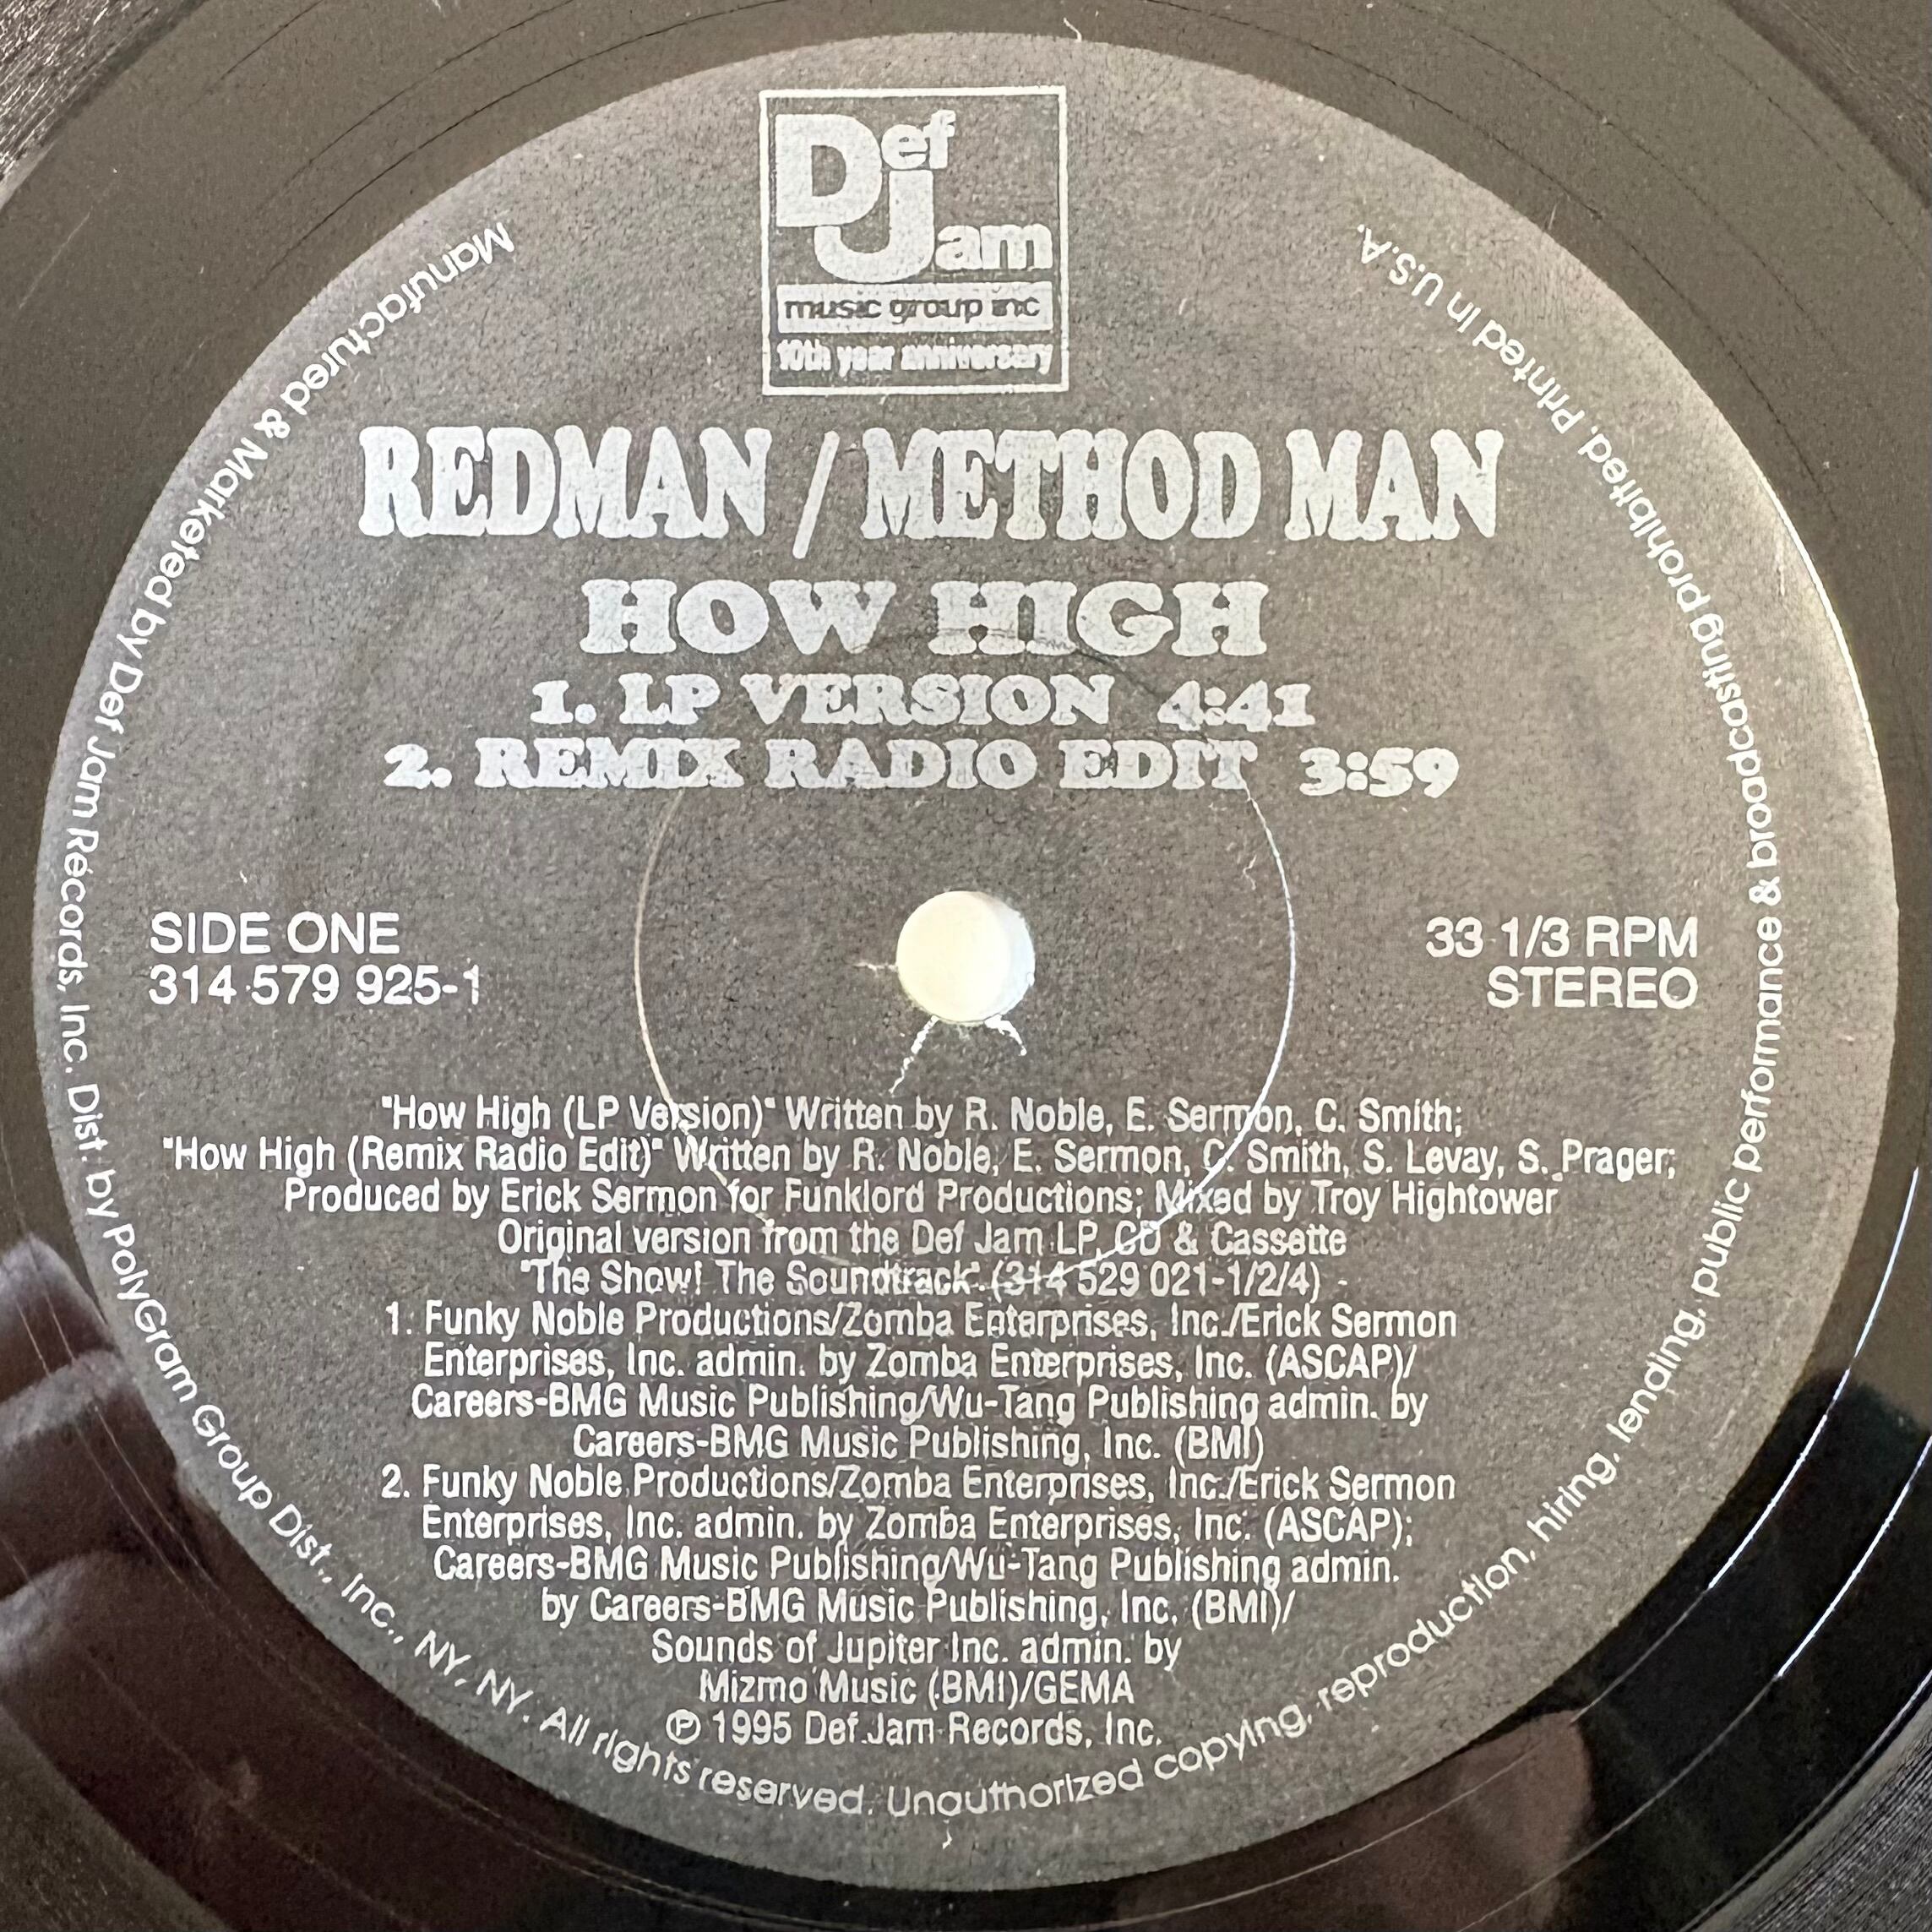 Def
Jam
music group inc
10th year anniversary
REDMAN / METHOD MAN
HOW HIGH
1. LP VERSION 4:41
2. REMIX RADIO EDIT 3:59
SIDE ONE
314 579 925-1
33 1/3 RPM
STEREO
"How High (LP Version)" Written by R. Noble, E. Sermon, C. Smith;
"How High (Remix Radio Edit)" Written by R. Noble, E. Sermon, C. Smith, S. Levay, S. Prager;
Produced by Erick Sermon for Funklord Productions; Mixed by Troy Hightower
Original version from the Def Jam LP, CD & Cassette
"The Show! The Soundtrack" (314 529 021-1/2/4)
1. Funky Noble Productions/Zomba Enterprises, Inc./Erick Sermon
Enterprises, Inc. admin. by Zomba Enterprises, Inc. (ASCAP)/
Careers-BMG Music Publishing/Wu-Tang Publishing admin. by
Careers-BMG Music Publishing, Inc. (BMI)
2. Funky Noble Productions/Zomba Enterprises, Inc./Erick Sermon
Enterprises, Inc. admin. by Zomba Enterprises, Inc. (ASCAP);
Careers-BMG Music Publishing/Wu-Tang Publishing admin.
by Careers-BMG Music Publishing, Inc. (BMI)/
Sounds of Jupiter Inc. admin. by
Mizmo Music (BMI)/GEMA
℗ 1995 Def Jam Records, Inc.
Manufactured & Marketed by Def Jam Records, Inc. Dist. by PolyGram Group Dist., Inc., NY, NY. All rights reserved. Unauthorized copying, reproduction, hiring, lending, public performance & broadcasting prohibited. Printed in U.S.A.